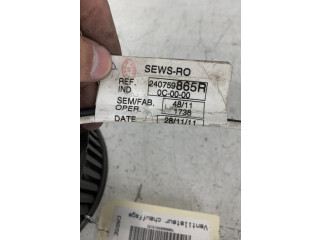 SEWS-RO
REF. 240759865R
IND 0C-00-00
SEM/FAB. 48/11
OPER. 1736
DATE 28/11/11
Ventilateur chauffage